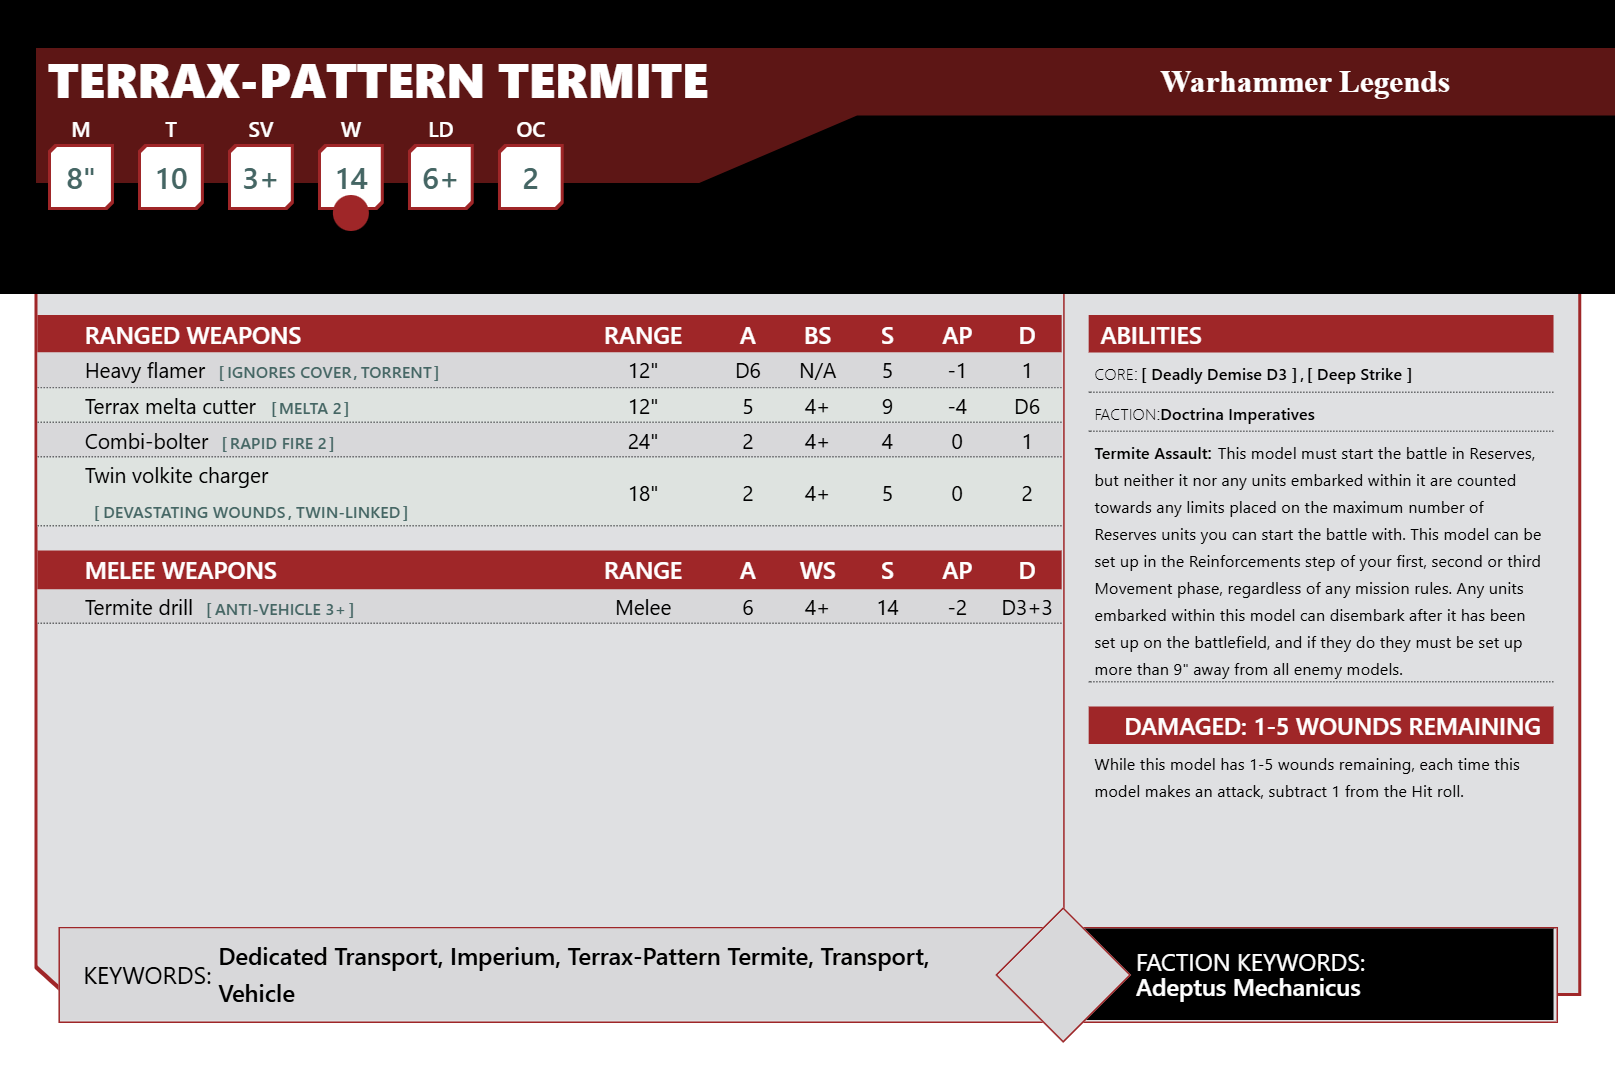 TERRAX-PATTERN TERMITE
Warhammer Legends
M T SV W LD OC
8" 10 3+ 14 6+ 2
RANGED WEAPONS RANGE A BS S AP D
Heavy flamer [ IGNORES COVER, TORRENT ] 12" D6 N/A 5 -1 1
Terrax melta cutter [ MELTA 2 ] 12" 5 4+ 9 -4 D6
Combi-bolter [ RAPID FIRE 2 ] 24" 2 4+ 4 0 1
Twin volkite charger
[ DEVASTATING WOUNDS, TWIN-LINKED ] 18" 2 4+ 5 0 2
MELEE WEAPONS RANGE A WS S AP D
Termite drill [ ANTI-VEHICLE 3+ ] Melee 6 4+ 14 -2 D3+3
ABILITIES
CORE: [ Deadly Demise D3 ] , [ Deep Strike ]
FACTION:Doctrina Imperatives
Termite Assault: This model must start the battle in Reserves,
but neither it nor any units embarked within it are counted
towards any limits placed on the maximum number of
Reserves units you can start the battle with. This model can be
set up in the Reinforcements step of your first, second or third
Movement phase, regardless of any mission rules. Any units
embarked within this model can disembark after it has been
set up on the battlefield, and if they do they must be set up
more than 9" away from all enemy models.
DAMAGED: 1-5 WOUNDS REMAINING
While this model has 1-5 wounds remaining, each time this
model makes an attack, subtract 1 from the Hit roll.
KEYWORDS: Dedicated Transport, Imperium, Terrax-Pattern Termite, Transport,
Vehicle
FACTION KEYWORDS:
Adeptus Mechanicus